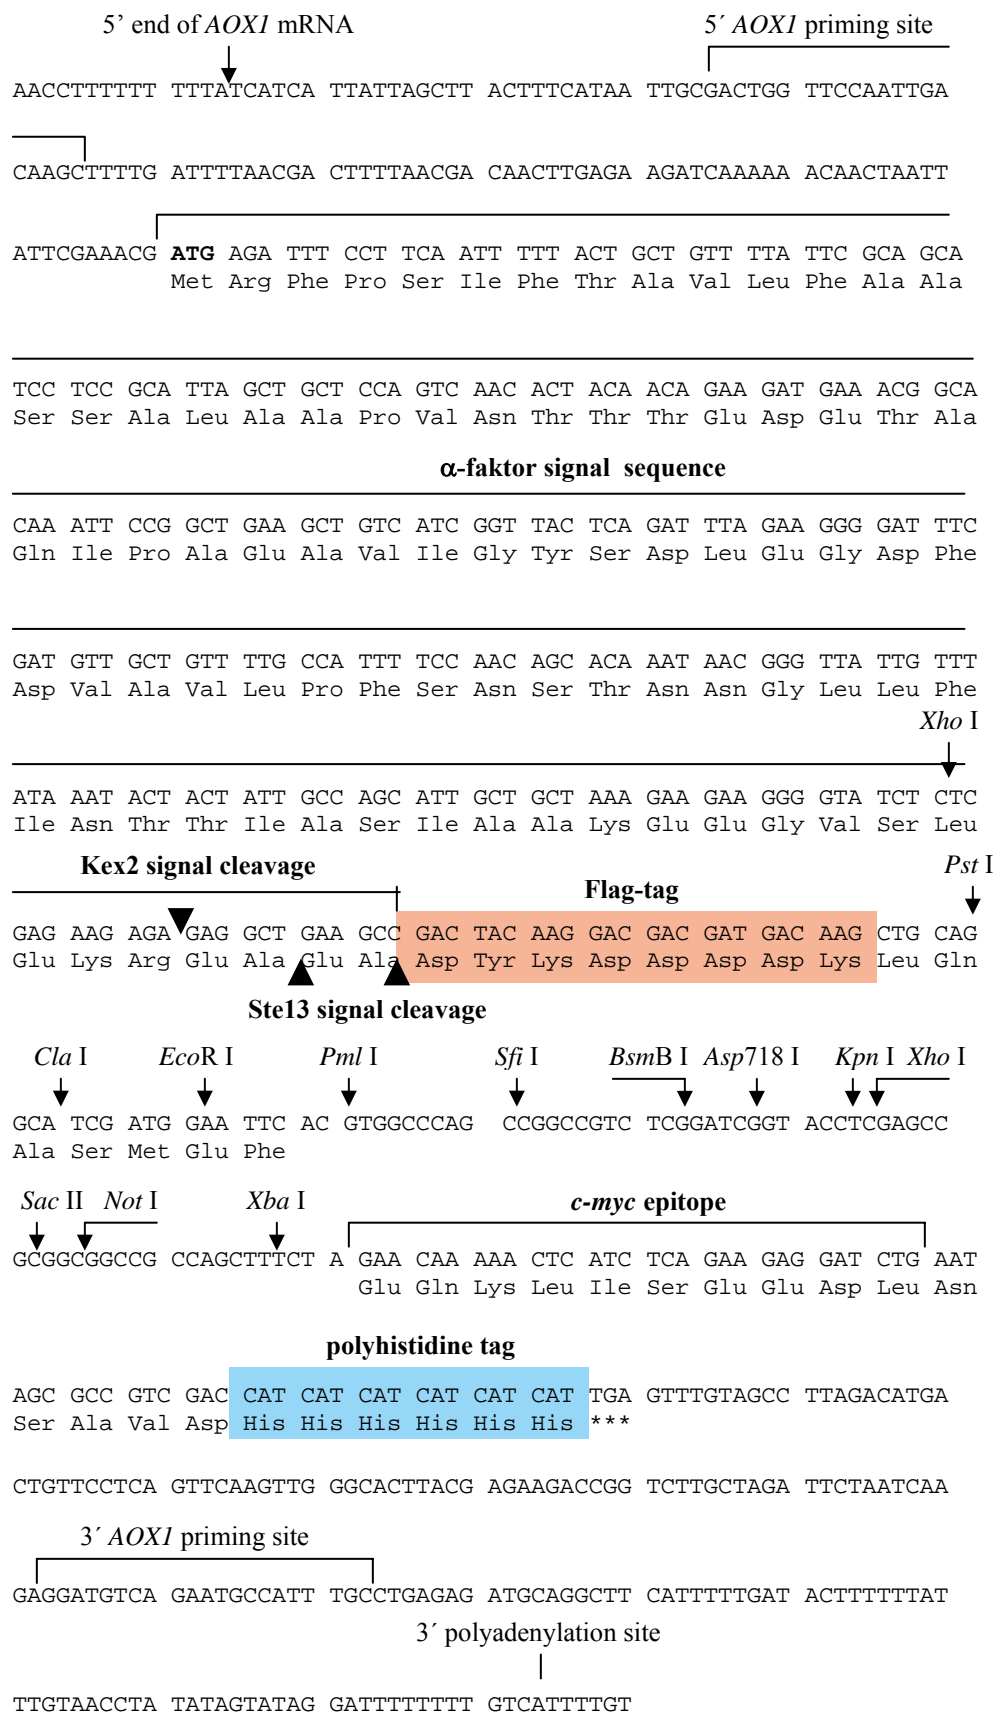 5’ end of AOX1 mRNA 5´ AOX1 priming site
AACCTTTTTT TTTATCATCA TTATTAGCTT ACTTTCATAA TTGCGACTGG TTCCAATTGA
CAAGCTTTTG ATTTTAACGA CTTTTAACGA CAACTTGAGA AGATCAAAAA ACAACTAATT
ATTCGAAACG ATG AGA TTT CCT TCA ATT TTT ACT GCT GTT TTA TTC GCA GCA
Met Arg Phe Pro Ser Ile Phe Thr Ala Val Leu Phe Ala Ala
TCC TCC GCA TTA GCT GCT CCA GTC AAC ACT ACA ACA GAA GAT GAA ACG GCA
Ser Ser Ala Leu Ala Ala Pro Val Asn Thr Thr Thr Glu Asp Glu Thr Ala
α-faktor signal sequence
CAA ATT CCG GCT GAA GCT GTC ATC GGT TAC TCA GAT TTA GAA GGG GAT TTC
Gln Ile Pro Ala Glu Ala Val Ile Gly Tyr Ser Asp Leu Glu Gly Asp Phe
GAT GTT GCT GTT TTG CCA TTT TCC AAC AGC ACA AAT AAC GGG TTA TTG TTT
Asp Val Ala Val Leu Pro Phe Ser Asn Ser Thr Asn Asn Gly Leu Leu Phe
Xho I
ATA AAT ACT ACT ATT GCC AGC ATT GCT GCT AAA GAA GAA GGG GTA TCT CTC
Ile Asn Thr Thr Ile Ala Ser Ile Ala Ala Lys Glu Glu Gly Val Ser Leu
Kex2 signal cleavage Flag-tag Pst I
GAG AAG AGA GAG GCT GAA GCC GAC TAC AAG GAC GAC GAT GAC AAG CTG CAG
Glu Lys Arg Glu Ala Glu Ala Asp Tyr Lys Asp Asp Asp Asp Lys Leu Gln
Ste13 signal cleavage
Cla I EcoR I Pml I Sfi I BsmB I Asp718 I Kpn I Xho I
GCA TCG ATG GAA TTC AC GTGGCCCAG CCGGCCGTC TCGGATCGGT ACCTCGAGCC
Ala Ser Met Glu Phe
Sac II Not I Xba I c-myc epitope
GCGGCGGCCG CCAGCTTTCTA GAA CAA AAA CTC ATC TCA GAA GAG GAT CTG AAT
Glu Gln Lys Leu Ile Ser Glu Glu Asp Leu Asn
polyhistidine tag
AGC GCC GTC GAC CAT CAT CAT CAT CAT CAT TGA GTTTGTAGCC TTAGACATGA
Ser Ala Val Asp His His His His His His ***
CTGTTCCTCA GTTCAAGTTG GGCACTTACG AGAAGACCGG TCTTGCTAGA TTCTAATCAA
3´ AOX1 priming site
GAGGATGTCA GAATGCCATT TGCCTGAGAG ATGCAGGCTT CATTTTTGAT ACTTTTTTAT
3´ polyadenylation site
TTGTAACCTA TATAGTATAG GATTTTTTTT GTCATTTTGT